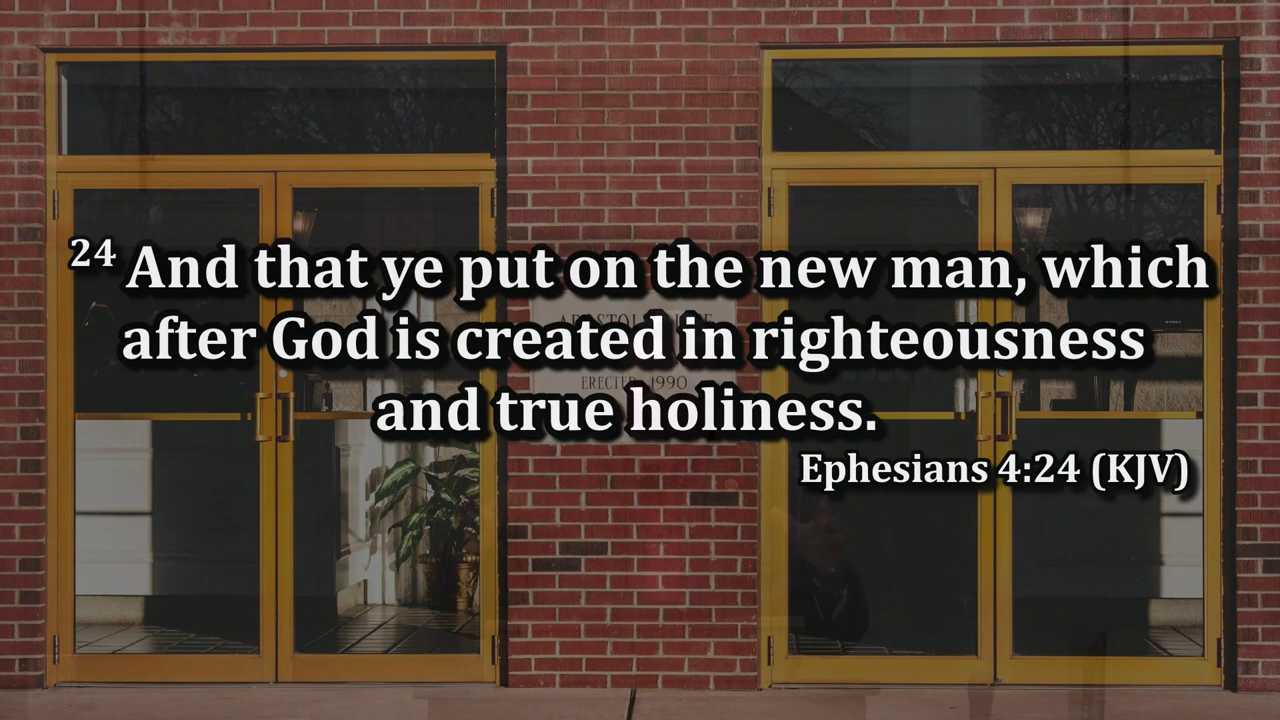 24 And that ye put on the new man, which
after God is created in righteousness
and true holiness.
Ephesians 4:24 (KJV)
ERECTED 1990